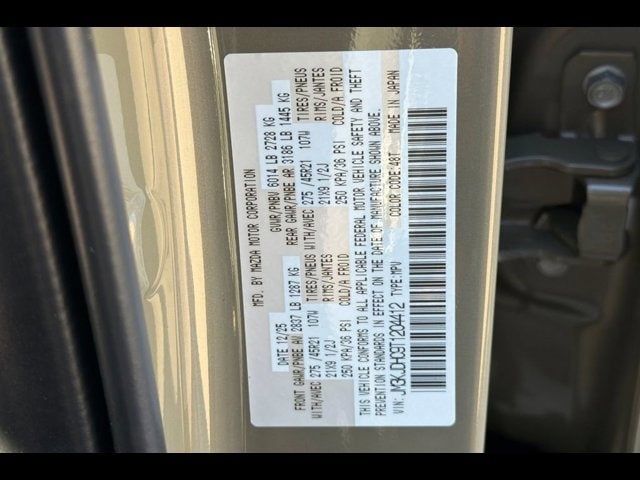 MFD. BY MAZDA MOTOR CORPORATION
DATE 12/25 GVWR/PNBV 6014 LB 2728 KG
FRONT GAWR/PNBE AV 2837 LB 1287 KG REAR GAWR/PNBE AR 3186 LB 1445 KG
WITH/AVEC 275 /45R21 107W TIRES/PNEUS WITH/AVEC 275 /45R21 107W TIRES/PNEUS
21X9 1/2J RIMS/JANTES 21X9 1/2J RIMS/JANTES
250 KPA/36 PSI COLD/A FROID 250 KPA/36 PSI COLD/A FROID
THIS VEHICLE CONFORMS TO ALL APPLICABLE FEDERAL MOTOR VEHICLE SAFETY AND THEFT
PREVENTION STANDARDS IN EFFECT ON THE DATE OF MANUFACTURE SHOWN ABOVE.
VIN: TYPE:MPV COLOR CODE:48T MADE IN JAPAN